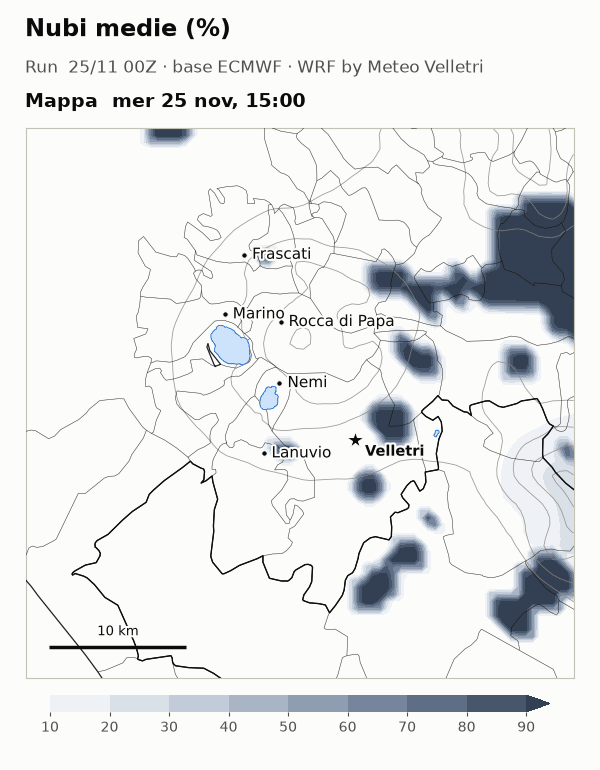 Nubi medie (%)
Run  25/11 00Z · base ECMWF · WRF by Meteo Velletri
Mappa  mer 25 nov, 15:00
Frascati
Marino
Rocca di Papa
Nemi
Velletri
Lanuvio
10 km
10 20 30 40 50 60 70 80 90